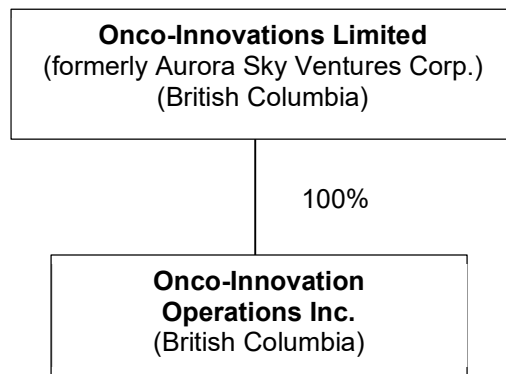 Onco-Innovations Limited
(formerly Aurora Sky Ventures Corp.)
(British Columbia)
100%
Onco-Innovation
Operations Inc.
(British Columbia)